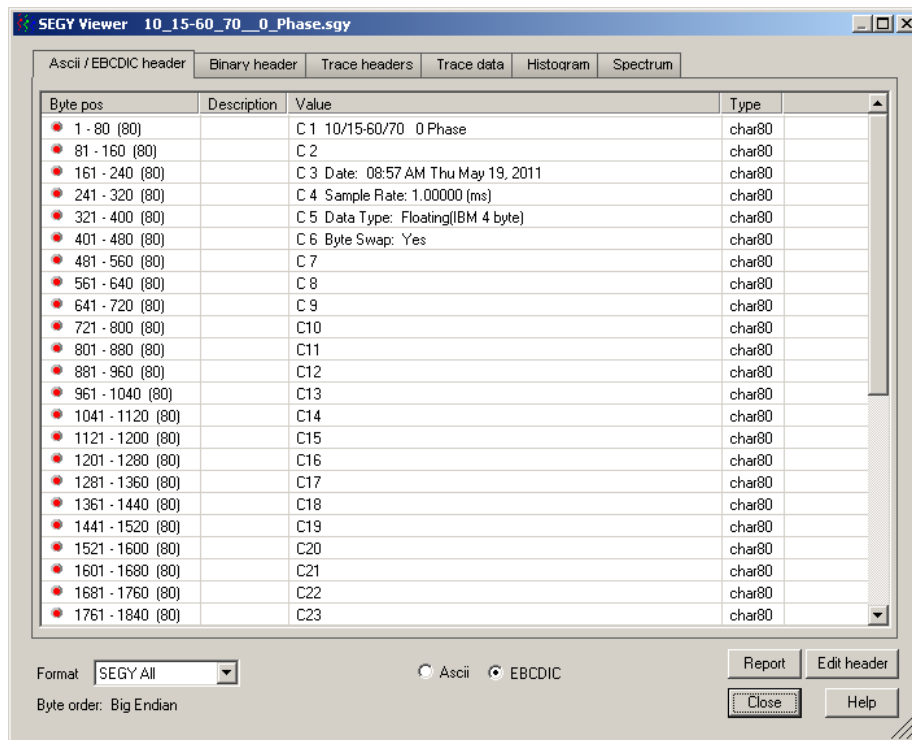 SEGY Viewer 10_15-60_70__0_Phase.sgy
Ascii / EBCDIC header Binary header Trace headers Trace data Histogram Spectrum
Byte pos Description Value Type
1 - 80 (80) C 1 10/15-60/70 0 Phase char80
81 - 160 (80) C 2 char80
161 - 240 (80) C 3 Date: 08:57 AM Thu May 19, 2011 char80
241 - 320 (80) C 4 Sample Rate: 1.00000 (ms) char80
321 - 400 (80) C 5 Data Type: Floating(IBM 4 byte) char80
401 - 480 (80) C 6 Byte Swap: Yes char80
481 - 560 (80) C 7 char80
561 - 640 (80) C 8 char80
641 - 720 (80) C 9 char80
721 - 800 (80) C10 char80
801 - 880 (80) C11 char80
881 - 960 (80) C12 char80
961 - 1040 (80) C13 char80
1041 - 1120 (80) C14 char80
1121 - 1200 (80) C15 char80
1201 - 1280 (80) C16 char80
1281 - 1360 (80) C17 char80
1361 - 1440 (80) C18 char80
1441 - 1520 (80) C19 char80
1521 - 1600 (80) C20 char80
1601 - 1680 (80) C21 char80
1681 - 1760 (80) C22 char80
1761 - 1840 (80) C23 char80
Format SEGY All Ascii EBCDIC Report Edit header
Byte order: Big Endian Close Help